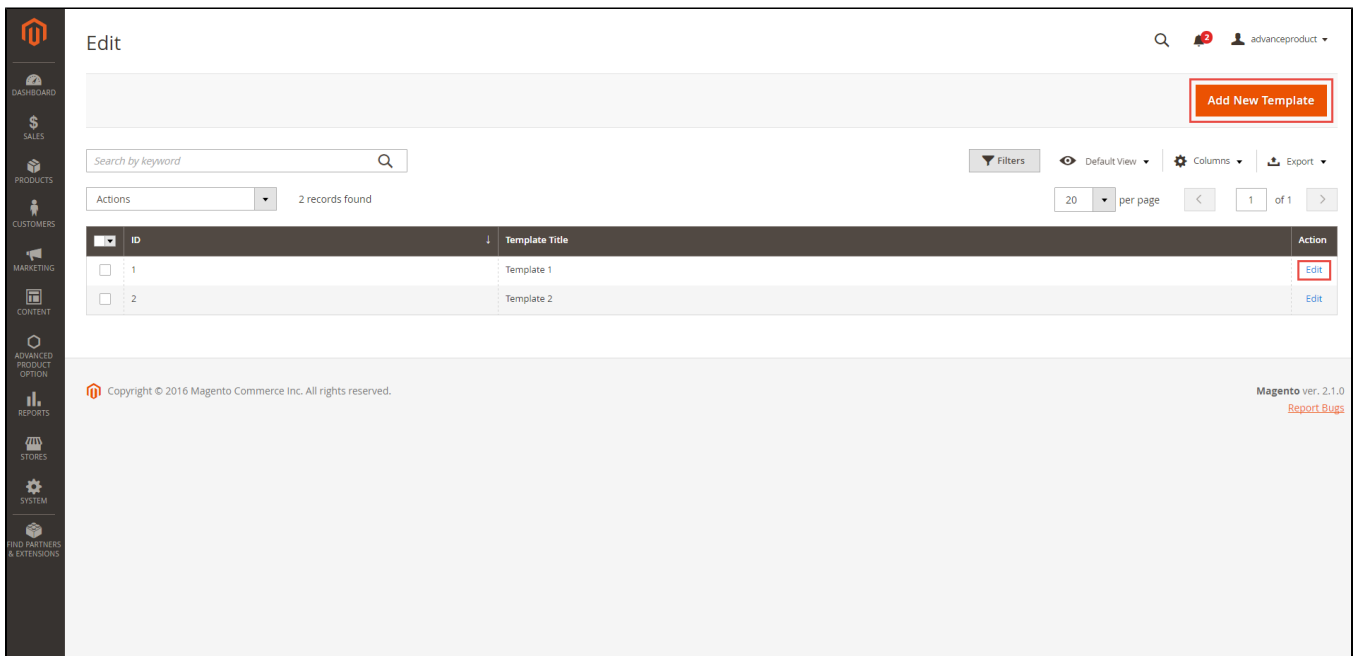 Edit
2
advanceproduct
DASHBOARD
Add New Template
$
SALES
Search by keyword
Filters
Default View
Columns
Export
PRODUCTS
Actions
2 records found
20
per page
1
of 1
CUSTOMERS
ID
↓
Template Title
Action
MARKETING
1
Template 1
Edit
2
Template 2
Edit
CONTENT
ADVANCED
PRODUCT
OPTION
Copyright © 2016 Magento Commerce Inc. All rights reserved.
Magento ver. 2.1.0
Report Bugs
REPORTS
STORES
SYSTEM
FIND PARTNERS
& EXTENSIONS